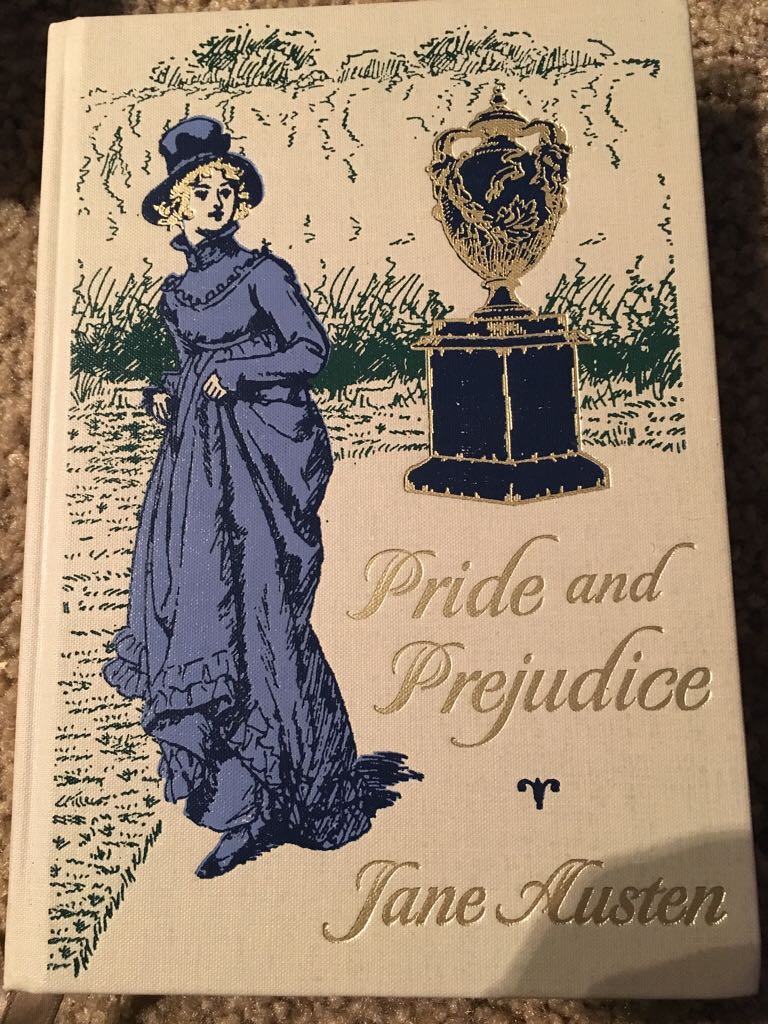 Pride and
Prejudice
Jane Austen